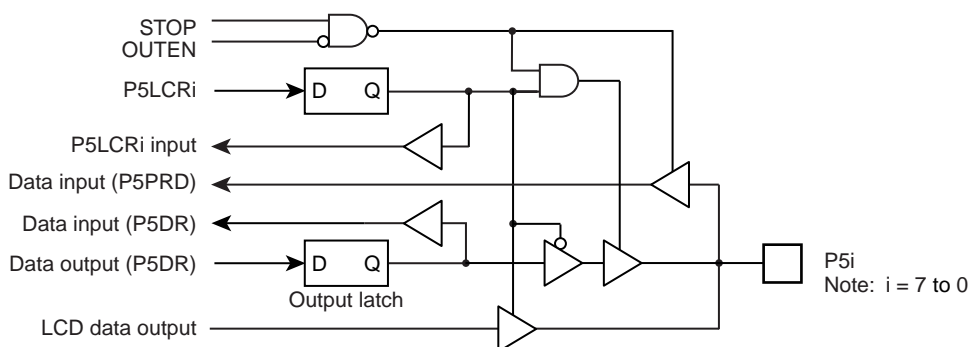 STOP
OUTEN
P5LCRi
D Q
P5LCRi input
Data input (P5PRD)
Data input (P5DR)
Data output (P5DR)
D Q
Output latch
LCD data output
P5i
Note: i = 7 to 0